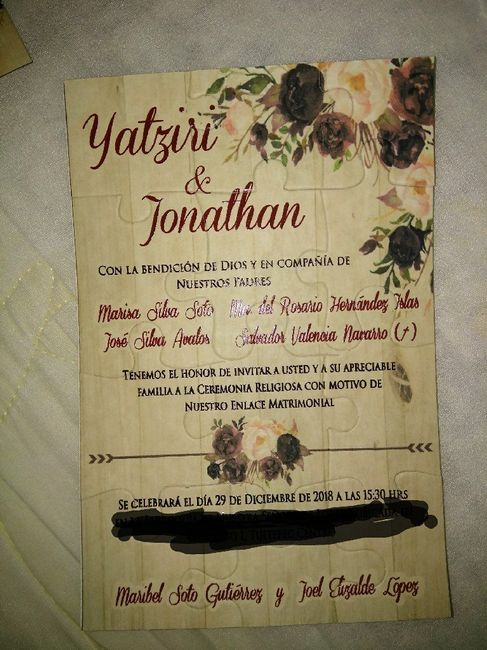 Yatziri
&
Jonathan
Con la bendición de Dios y en compañía de
Nuestros Padres
Marisa Silva Soto Ma. del Rosario Hernández Islas
José Silva Avalos Salvador Valencia Navarro (†)
Tenemos el honor de invitar a usted y a su apreciable
familia a la Ceremonia Religiosa con motivo de
Nuestro Enlace Matrimonial
Se celebrará el día 29 de Diciembre de 2018 a las 15:30 hrs
Maribel Soto Gutiérrez y Joel Elizalde López